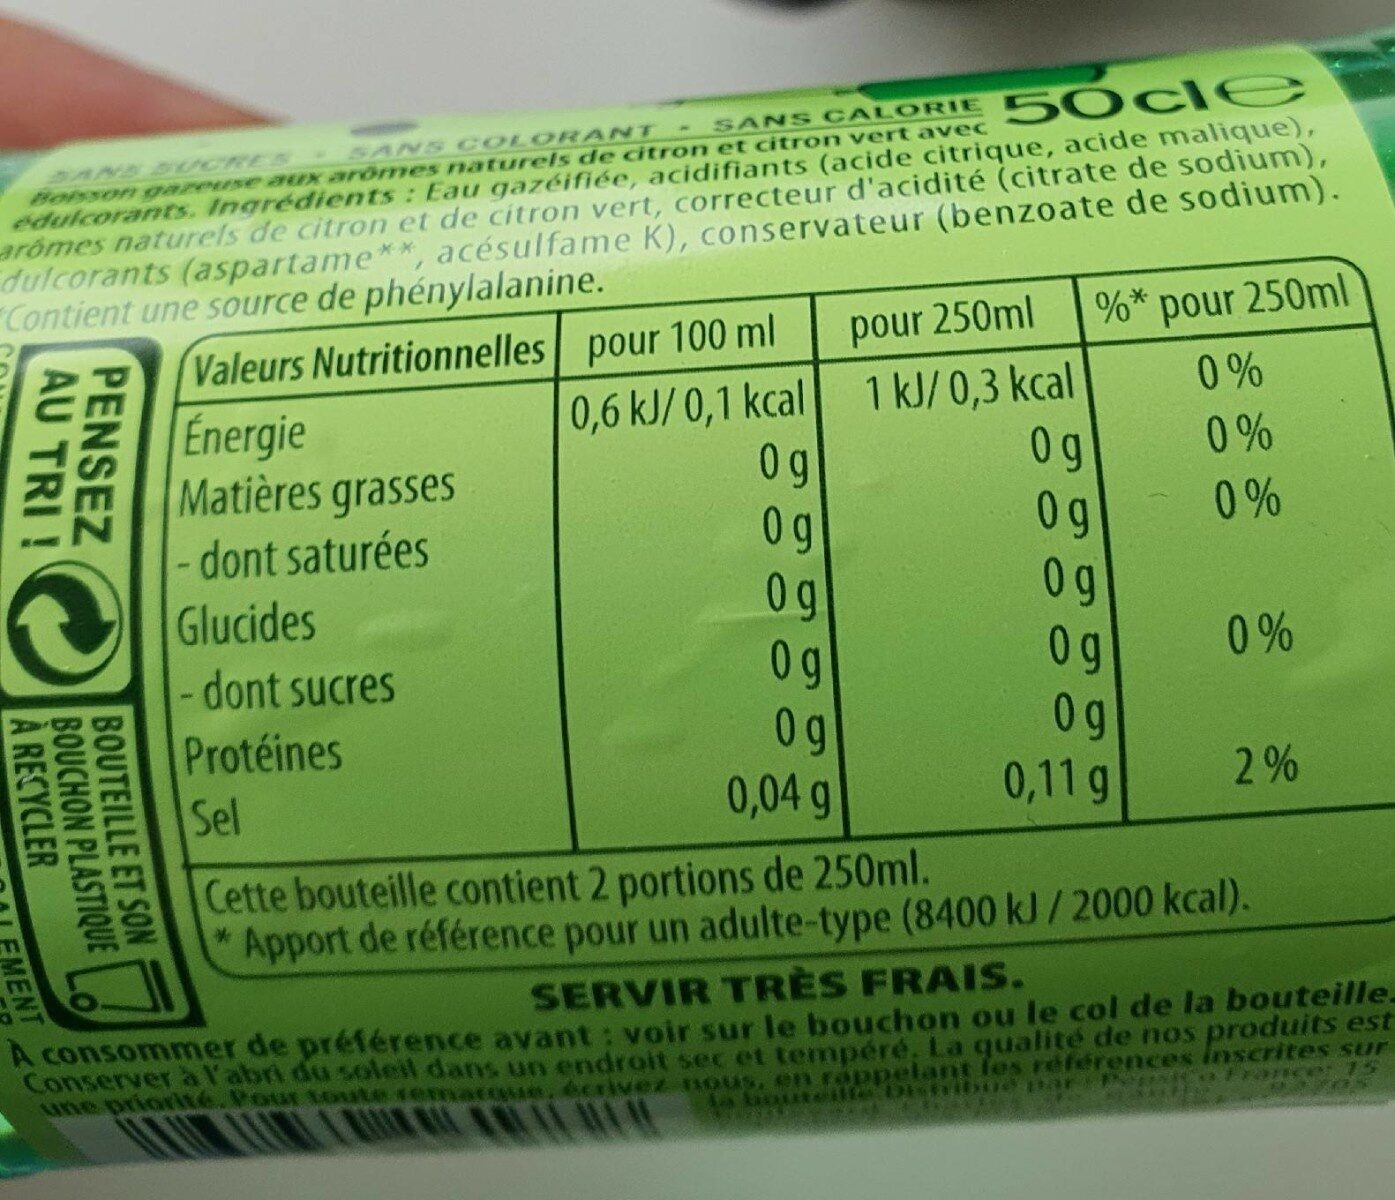 SANS SUCRES - SANS COLORANT - SANS CALORIE 50cl e
Boisson gazeuse aux arômes naturels de citron et citron vert avec
édulcorants. Ingrédients : Eau gazéifiée, acidifiants (acide citrique, acide malique),
arômes naturels de citron et de citron vert, correcteur d'acidité (citrate de sodium),
dulcorants (aspartame**, acésulfame K), conservateur (benzoate de sodium).
*Contient une source de phénylalanine.
Valeurs Nutritionnelles pour 100 ml pour 250ml %* pour 250ml
Énergie 0,6 kJ/ 0,1 kcal 1 kJ/ 0,3 kcal 0 %
Matières grasses 0 g 0 g 0 %
- dont saturées 0 g 0 g 0 %
Glucides 0 g 0 g
- dont sucres 0 g 0 g 0 %
Protéines 0 g 0 g
Sel 0,04 g 0,11 g 2 %
Cette bouteille contient 2 portions de 250ml.
* Apport de référence pour un adulte-type (8400 kJ / 2000 kcal).
PENSEZ
AU TRI !
BOUTEILLE ET SON
BOUCHON PLASTIQUE
À RECYCLER
SERVIR TRÈS FRAIS.
À consommer de préférence avant : voir sur le bouchon ou le col de la bouteille.
Conserver à l'abri du soleil dans un endroit sec et tempéré. La qualité de nos produits est
une priorité. Pour toute remarque, écrivez-nous, en rappelant les références inscrites sur
la bouteille Distribué par France